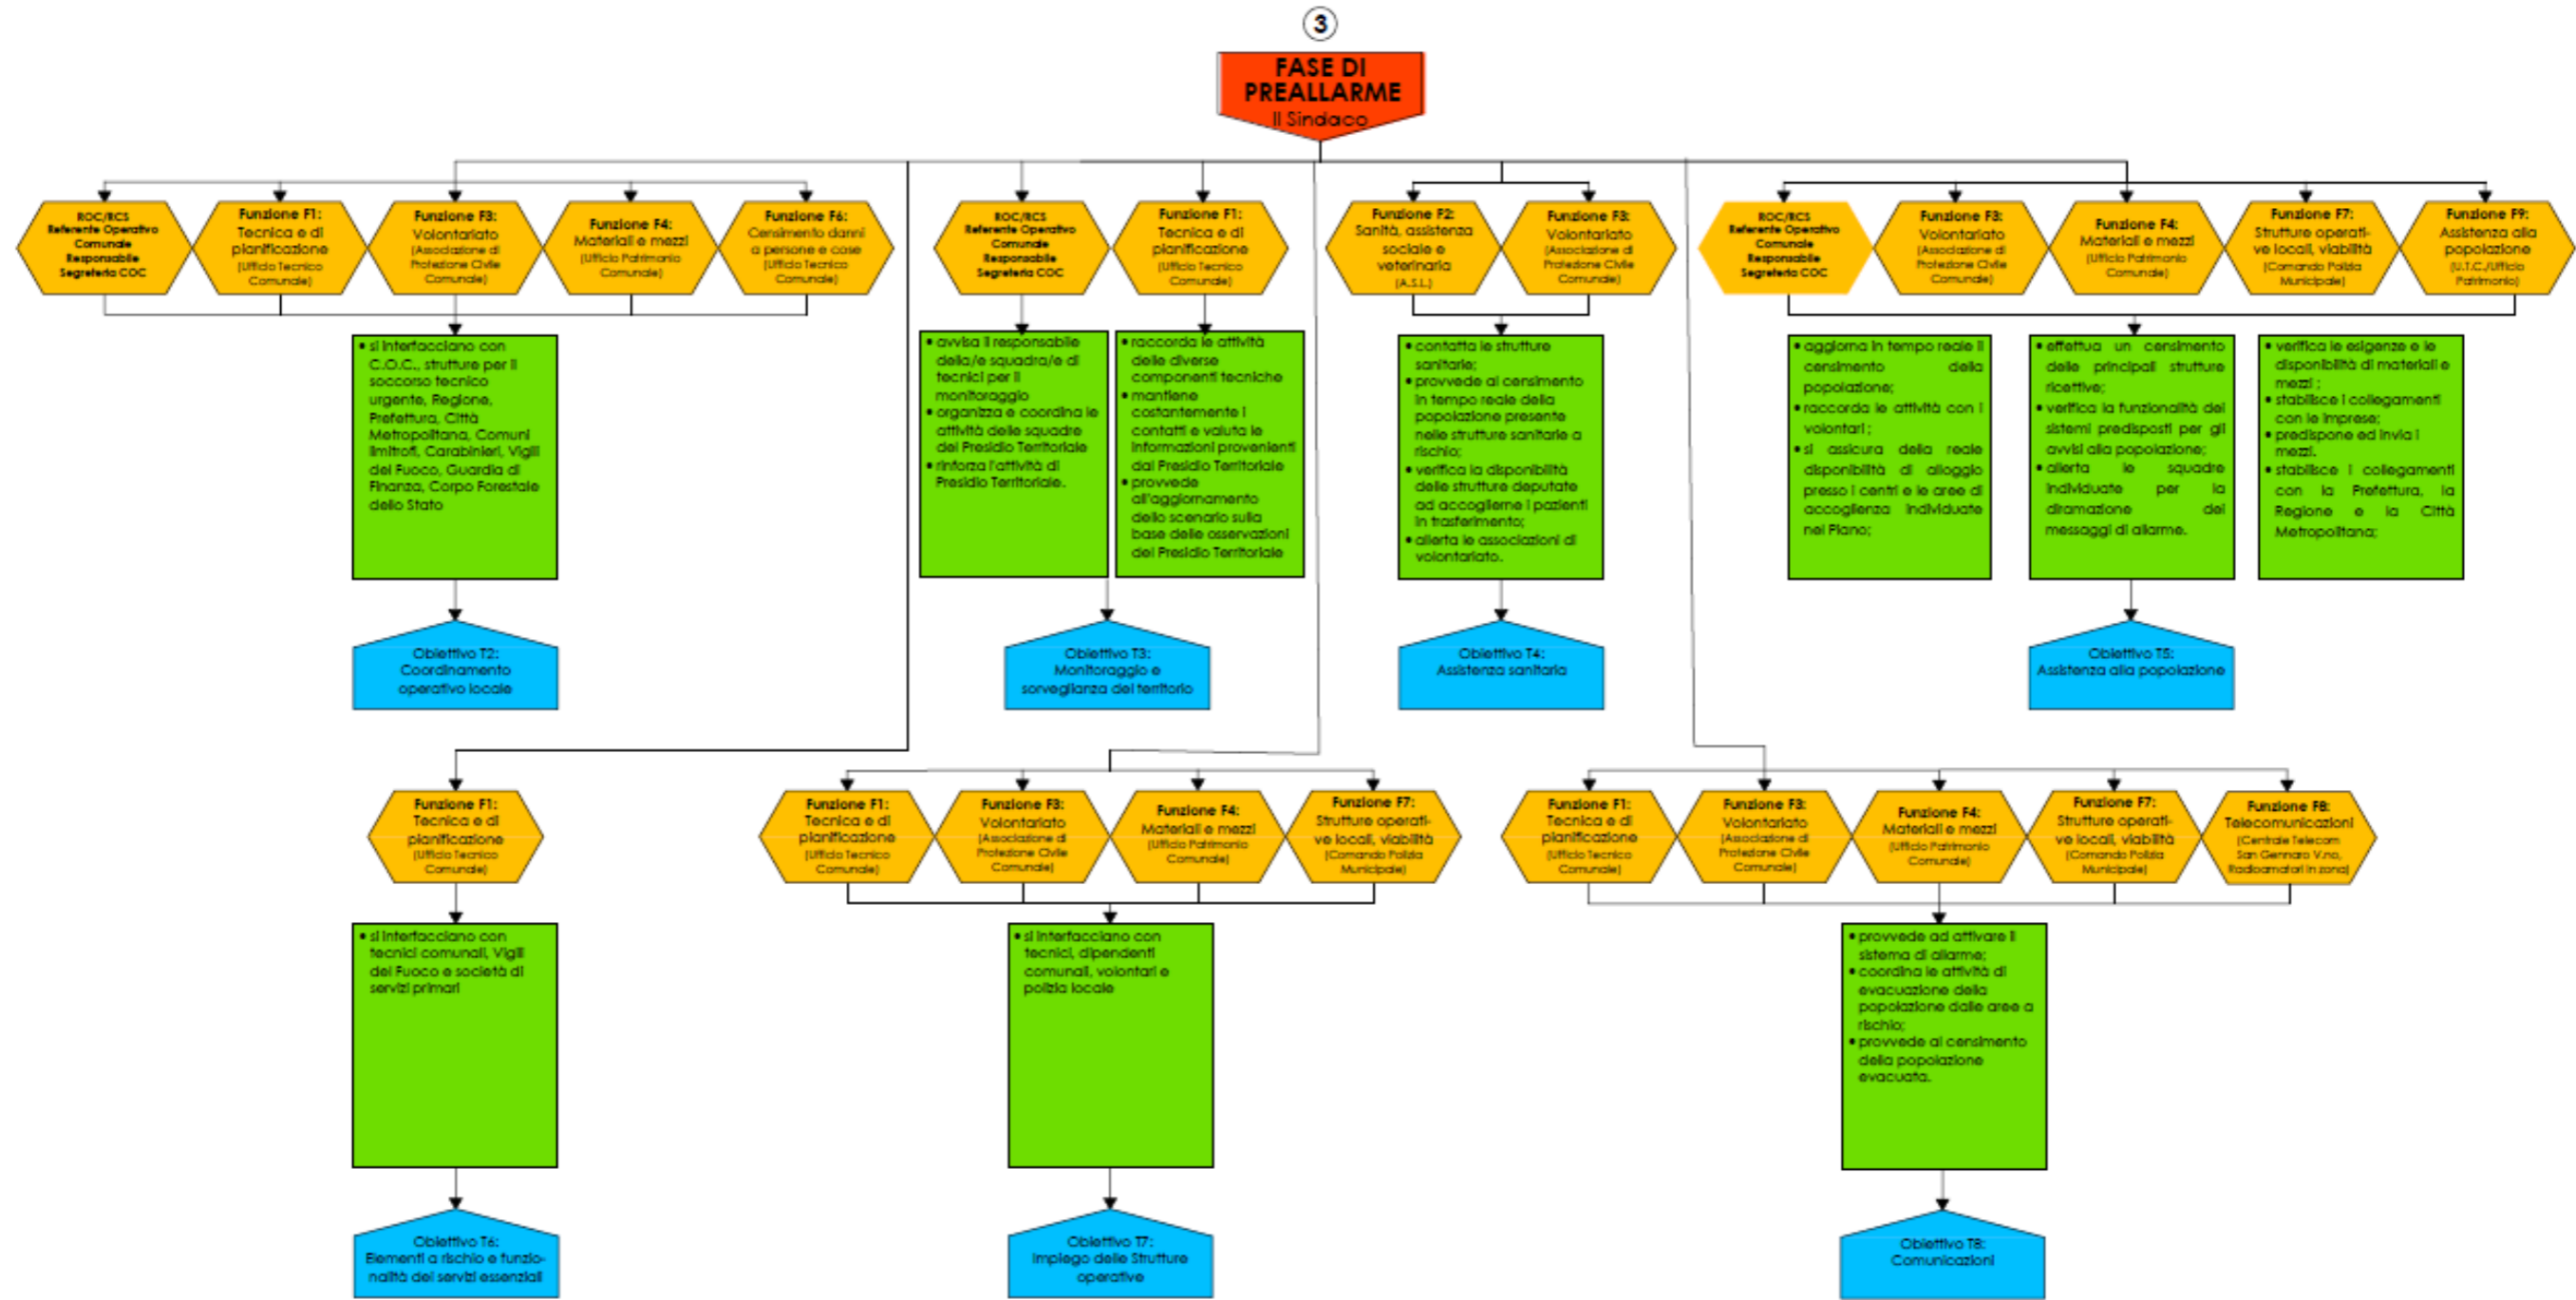 3
FASE DI
PREALLARME
Il Sindaco
ROC/RCS
Referente Operativo
Comunale
Responsabile
Segreteria COC
Funzione F1:
Tecnica e di
pianificazione
(Ufficio Tecnico
Comunale)
Funzione F3:
Volontariato
(Associazione di
Protezione Civile
Comunale)
Funzione F4:
Materiali e mezzi
(Ufficio Patrimonio
Comunale)
Funzione F6:
Censimento danni
a persone e cose
(Ufficio Tecnico
Comunale)
ROC/RCS
Referente Operativo
Comunale
Responsabile
Segreteria COC
Funzione F1:
Tecnica e di
pianificazione
(Ufficio Tecnico
Comunale)
Funzione F2:
Sanità, assistenza
sociale e
veterinaria
(A.S.L.)
Funzione F3:
Volontariato
(Associazione di
Protezione Civile
Comunale)
ROC/RCS
Referente Operativo
Comunale
Responsabile
Segreteria COC
Funzione F3:
Volontariato
(Associazione di
Protezione Civile
Comunale)
Funzione F4:
Materiali e mezzi
(Ufficio Patrimonio
Comunale)
Funzione F7:
Strutture operati-
ve locali, viabilità
(Comando Polizia
Municipale)
Funzione F9:
Assistenza alla
popolazione
(U.T.C./Ufficio
Patrimonio)
• si interfacciano con
C.O.C., strutture per il
soccorso tecnico
urgente, Regione,
Prefettura, Città
Metropolitana, Comuni
limitrofi, Carabinieri, Vigili
del Fuoco, Guardia di
Finanza, Corpo Forestale
dello Stato
• avvisa il responsabile
della/e squadra/e di
tecnici per il
monitoraggio
• organizza e coordina le
attività delle squadre
del Presidio Territoriale
• rinforza l'attività di
Presidio Territoriale.
• raccorda le attività
delle diverse
componenti tecniche
• mantiene
costantemente i
contatti e valuta le
informazioni provenienti
dal Presidio Territoriale
• provvede
all'aggiornamento
dello scenario sulla
base delle osservazioni
del Presidio Territoriale
• contatta le strutture
sanitarie;
• provvede al censimento
in tempo reale della
popolazione presente
nelle strutture sanitarie a
rischio;
• verifica la disponibilità
delle strutture deputate
ad accoglierne i pazienti
in trasferimento;
• allerta le associazioni di
volontariato.
• aggiorna in tempo reale il
censimento della
popolazione;
• raccorda le attività con i
volontari;
• si assicura della reale
disponibilità di alloggio
presso i centri e le aree di
accoglienza individuate
nel Piano;
• effettua un censimento
delle principali strutture
ricettive;
• verifica la funzionalità dei
sistemi predisposti per gli
avvisi alla popolazione;
• allerta le squadre
individuate per la
diramazione dei
messaggi di allarme.
• verifica le esigenze e le
disponibilità di materiali e
mezzi ;
• stabilisce i collegamenti
con le imprese;
• predispone ed invia i
mezzi.
• stabilisce i collegamenti
con la Prefettura, la
Regione e la Città
Metropolitana;
Obiettivo T2:
Coordinamento
operativo locale
Obiettivo T3:
Monitoraggio e
sorveglianza del territorio
Obiettivo T4:
Assistenza sanitaria
Obiettivo T5:
Assistenza alla popolazione
Funzione F1:
Tecnica e di
pianificazione
(Ufficio Tecnico
Comunale)
Funzione F1:
Tecnica e di
pianificazione
(Ufficio Tecnico
Comunale)
Funzione F3:
Volontariato
(Associazione di
Protezione Civile
Comunale)
Funzione F4:
Materiali e mezzi
(Ufficio Patrimonio
Comunale)
Funzione F7:
Strutture operati-
ve locali, viabilità
(Comando Polizia
Municipale)
Funzione F1:
Tecnica e di
pianificazione
(Ufficio Tecnico
Comunale)
Funzione F3:
Volontariato
(Associazione di
Protezione Civile
Comunale)
Funzione F4:
Materiali e mezzi
(Ufficio Patrimonio
Comunale)
Funzione F7:
Strutture operati-
ve locali, viabilità
(Comando Polizia
Municipale)
Funzione F8:
Telecomunicazioni
(Centrale Telecom
San Gennaro V.no,
Radioamatori in zona)
• si interfacciano con
tecnici comunali, Vigili
del Fuoco e società di
servizi primari
• si interfacciano con
tecnici, dipendenti
comunali, volontari e
polizia locale
• provvede ad attivare il
sistema di allarme;
• coordina le attività di
evacuazione della
popolazione dalle aree a
rischio;
• provvede al censimento
della popolazione
evacuata.
Obiettivo T6:
Elementi a rischio e funzio-
nalità dei servizi essenziali
Obiettivo T7:
Impiego delle Strutture
operative
Obiettivo T8:
Comunicazioni